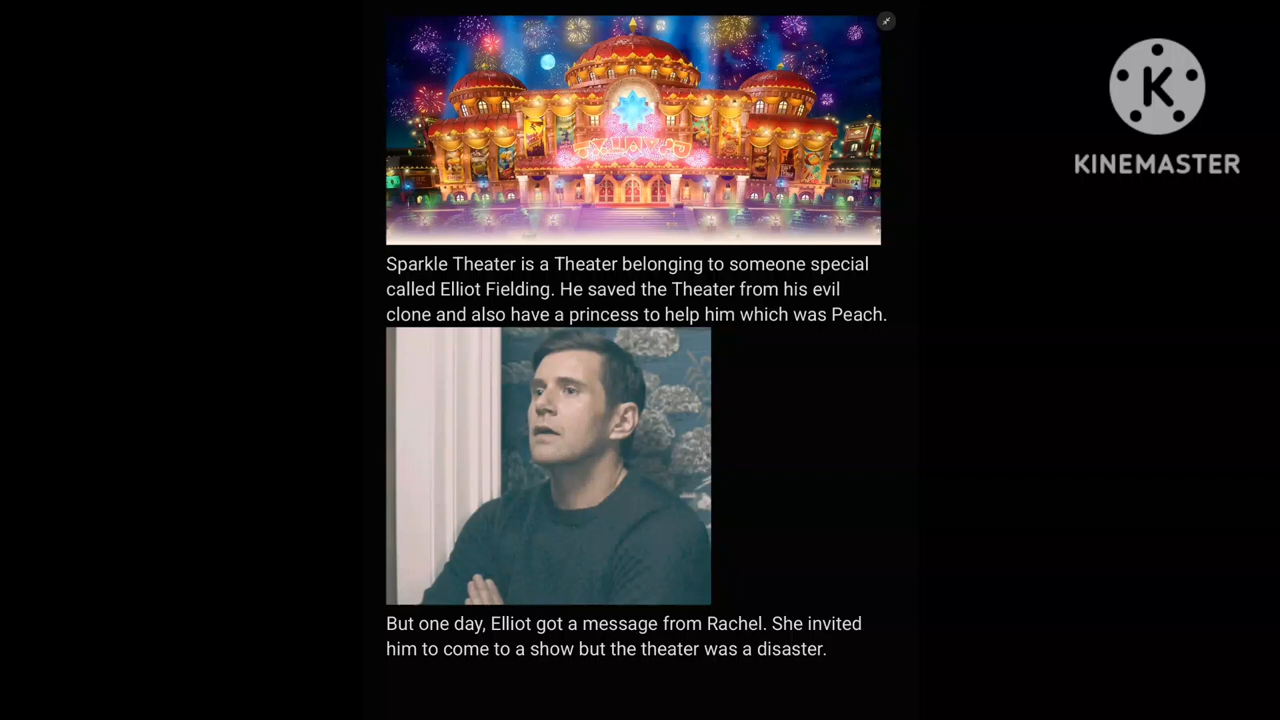 Sparkle Theater is a Theater belonging to someone special
called Elliot Fielding. He saved the Theater from his evil
clone and also have a princess to help him which was Peach.
But one day, Elliot got a message from Rachel. She invited
him to come to a show but the theater was a disaster.
K
KINEMASTER